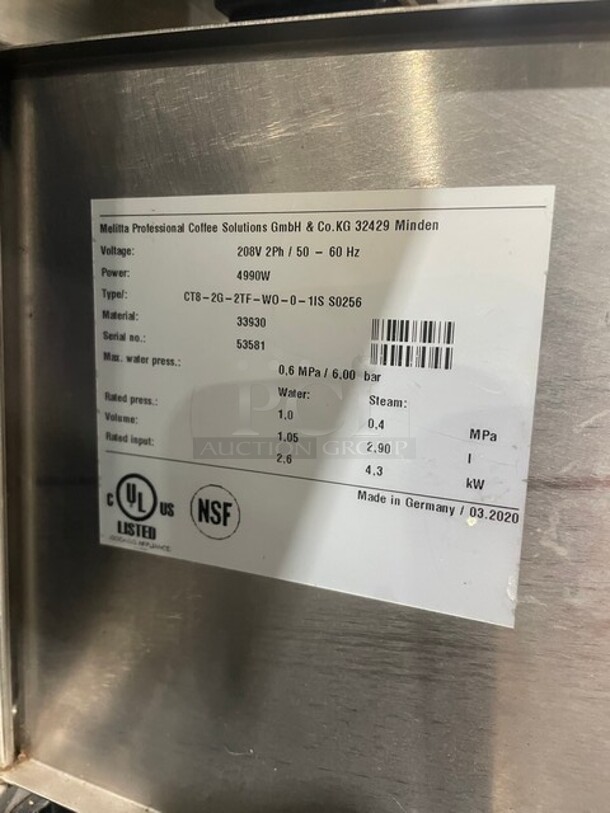 Melitta Professional Coffee Solutions GmbH & Co.KG 32429 Minden
Voltage: 208V 2Ph / 50 – 60 Hz
Power: 4990W
Type/: CT8-2G-2TF-WO-0-1IS S0256
Material: 33930
Serial no.: 53581
Max. water press.: 0,6 MPa / 6,00 bar
Water: Steam:
Rated press.: 1,0 0,4 MPa
Volume: 1,05 2,90 l
Rated input: 2,6 4,3 kW
PCI
AUCTION GROUP
Made in Germany / 03.2020
C UL US
LISTED
NSF